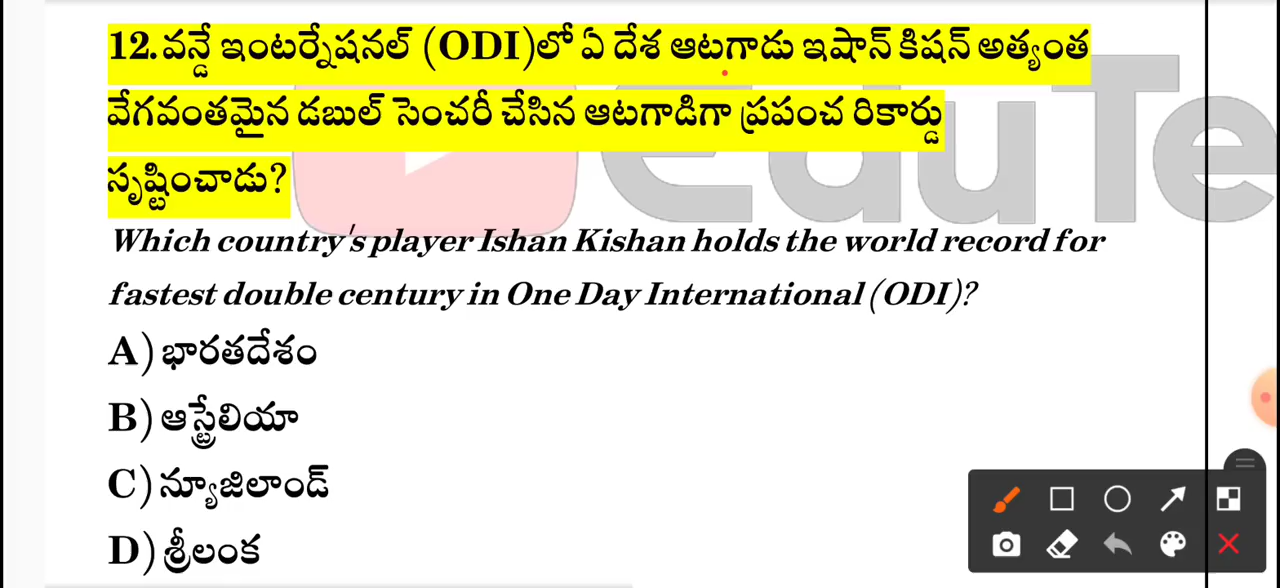 12.వన్డే ఇంటర్నేషనల్ (ODI)లో ఏ దేశ ఆటగాడు ఇషాన్ కిషన్ అత్యంత
వేగవంతమైన డబుల్ సెంచరీ చేసిన ఆటగాడిగా ప్రపంచ రికార్డు
సృష్టించాడు?
Which country's player Ishan Kishan holds the world record for
fastest double century in One Day International (ODI)?
A) భారతదేశం
B) ఆస్ట్రేలియా
C) న్యూజిలాండ్
D) శ్రీలంక
EduTe